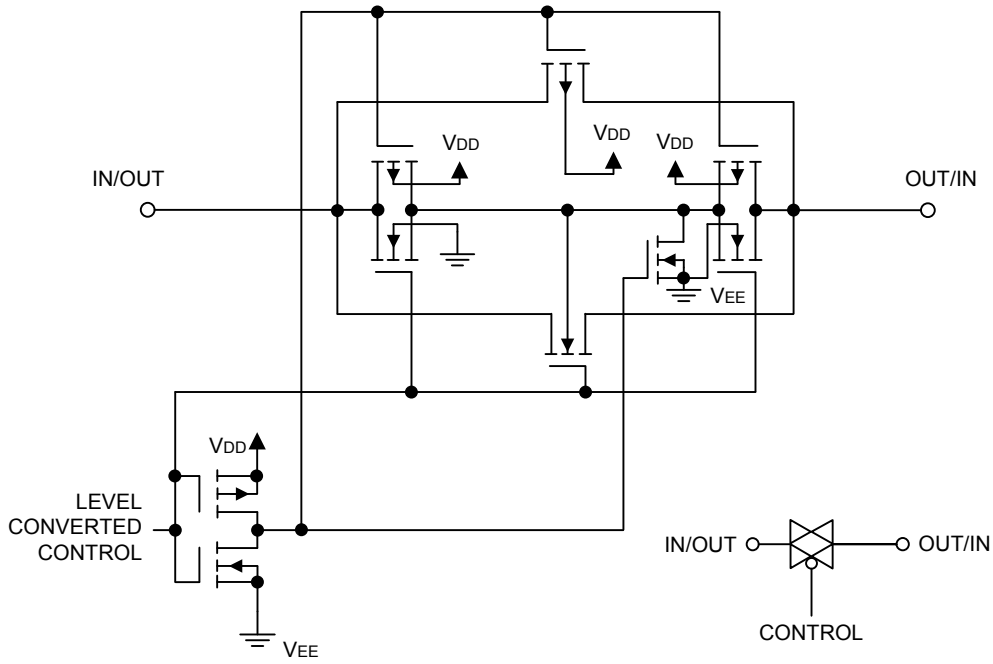 VDD
VDD
VDD
IN/OUT
OUT/IN
VEE
VDD
LEVEL
CONVERTED
CONTROL
IN/OUT
OUT/IN
CONTROL
VEE